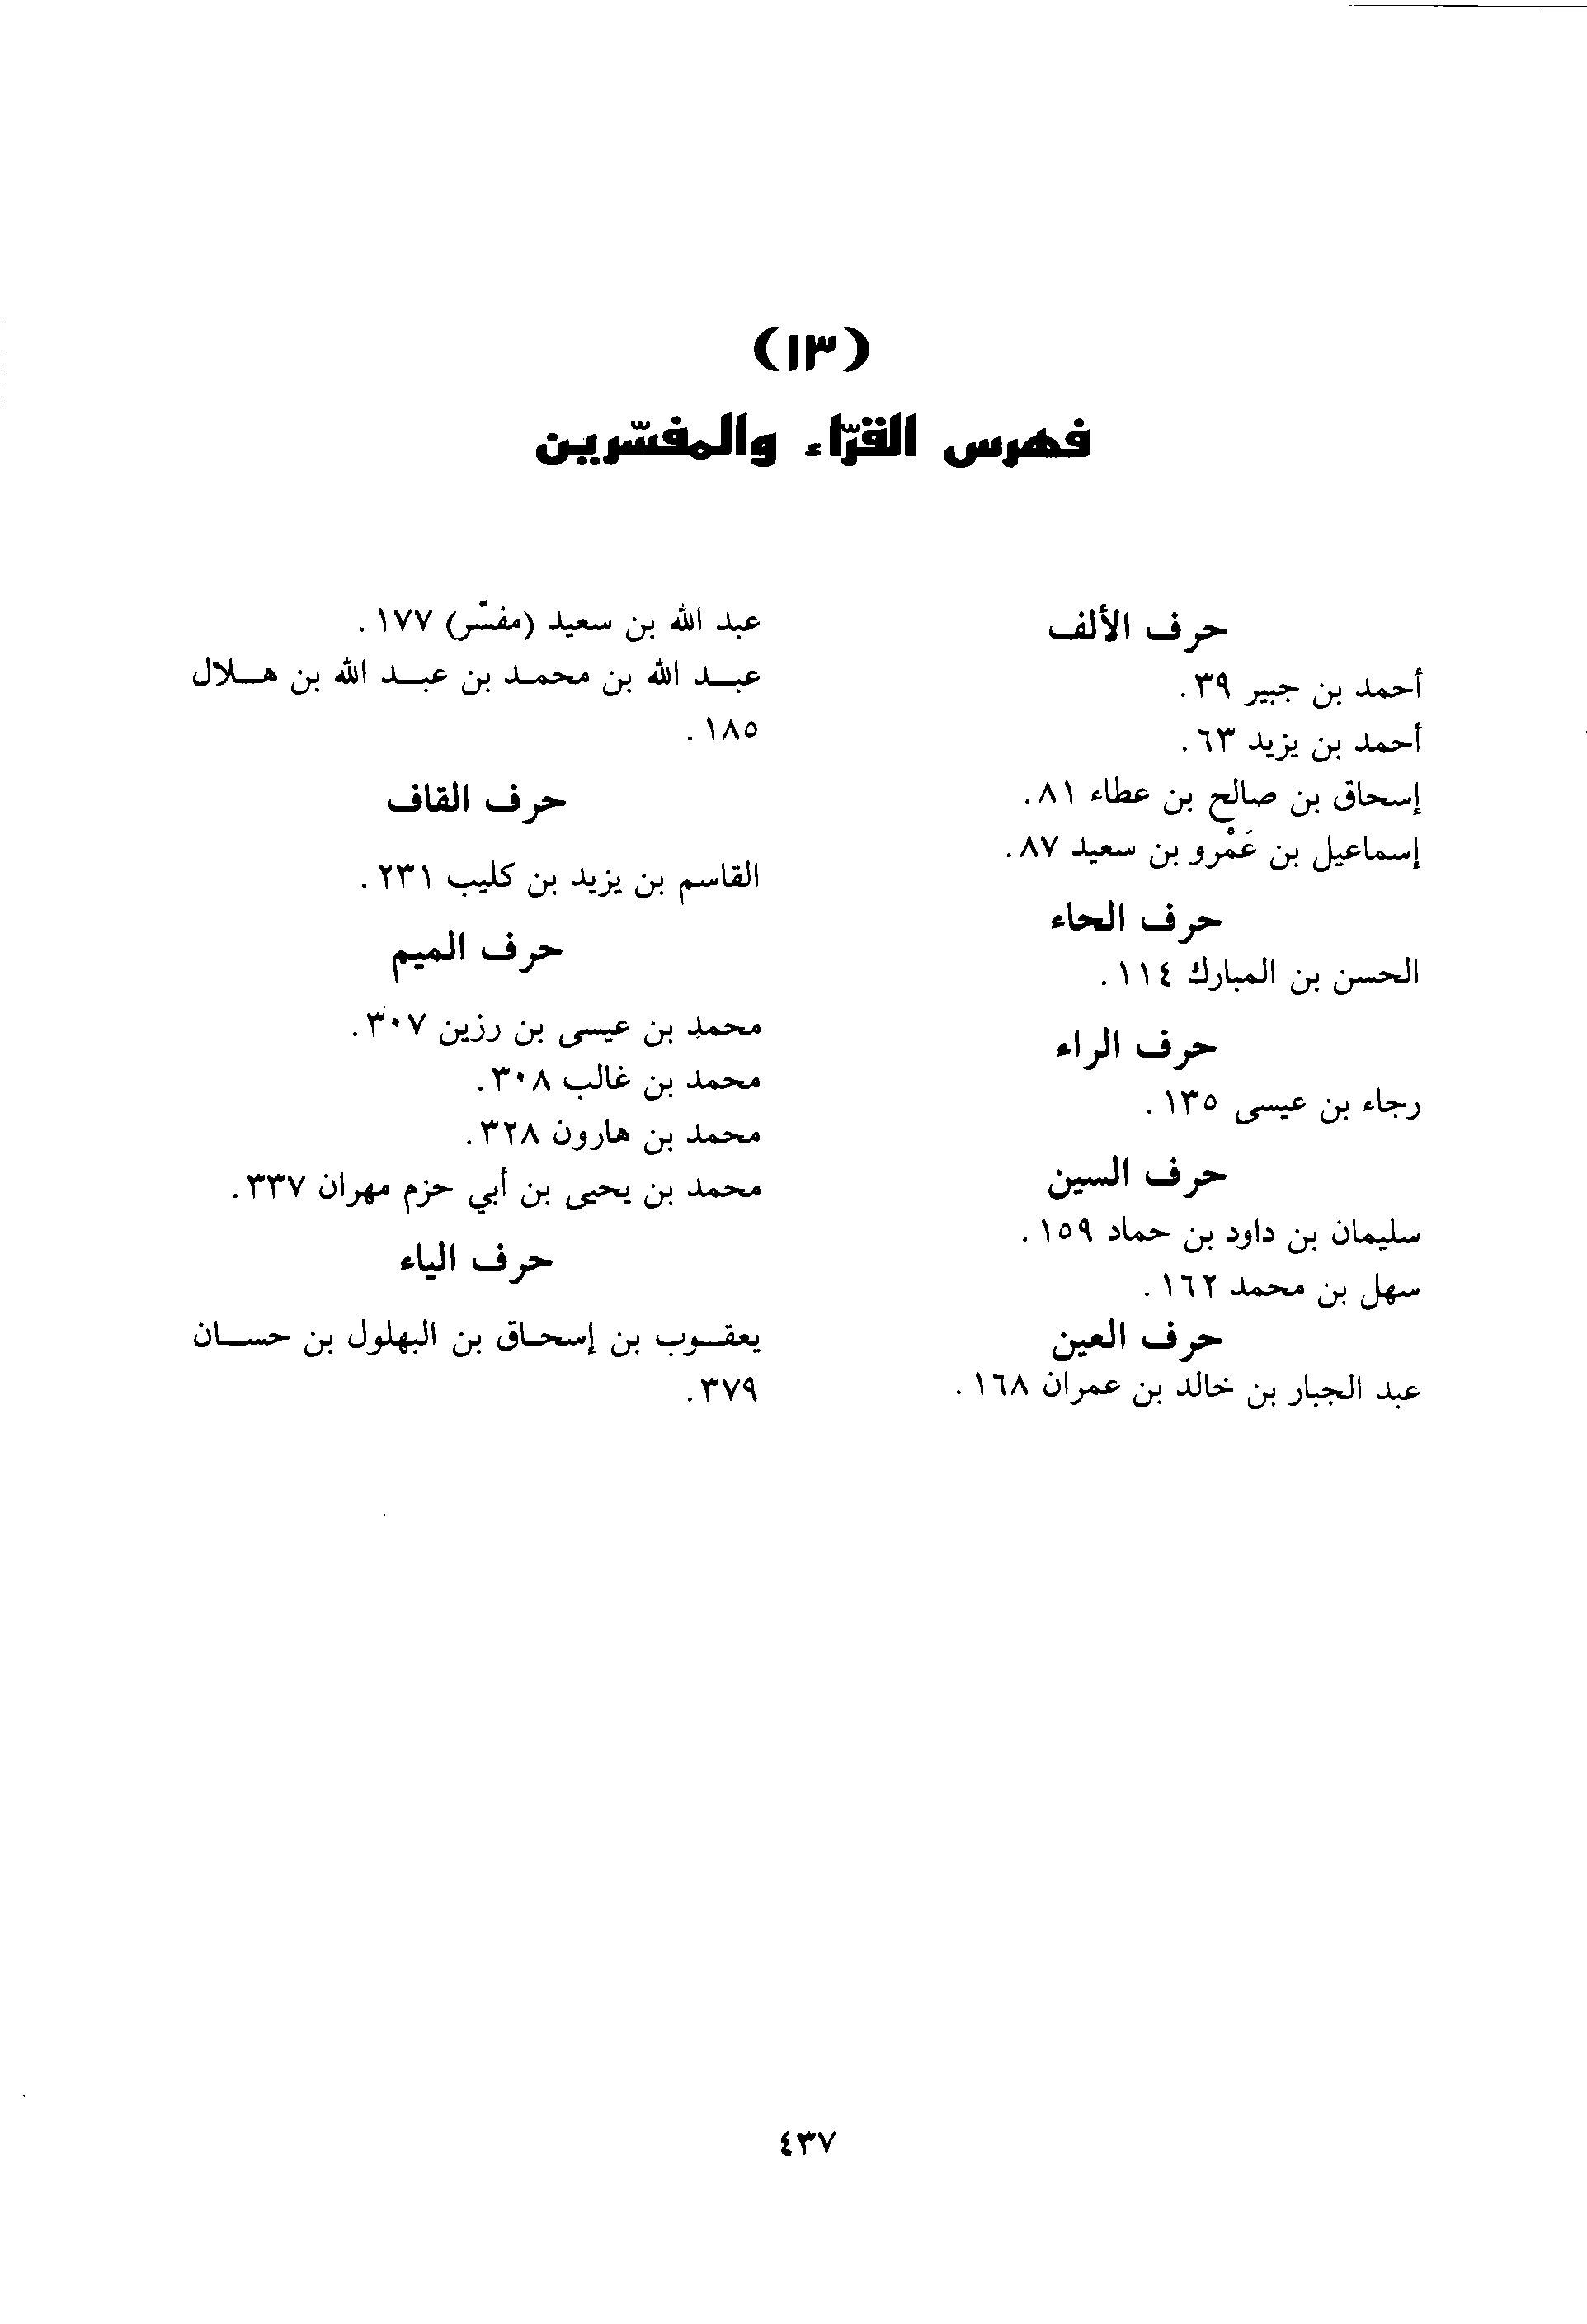 (١٣)
فهرس القرّاء والمفسّرين
حرف الألف
أحمد بن جبير ٣٩.
أحمد بن يزيد ٦٣.
إسحاق بن صالح بن عطاء ٨١.
إسماعيل بن عَمْرو بن سعيد ٨٧.
حرف الحاء
الحسن بن المبارك ١١٤.
حرف الراء
رجاء بن عيسى ١٣٥.
حرف السين
سليمان بن داود بن حماد ١٥٩.
سهل بن محمد ١٦٢.
حرف العين
عبد الجبار بن خالد بن عمران ١٦٨.
عبد الله بن سعيد (مفسّر) ١٧٧.
عبد الله بن محمد بن عبد الله بن هلال
١٨٥.
حرف القاف
القاسم بن يزيد بن كليب ٢٣١.
حرف الميم
محمد بن عيسى بن رزين ٣٠٧.
محمد بن غالب ٣٠٨.
محمد بن هارون ٣٢٨.
محمد بن يحيى بن أبي حزم مهران ٣٣٧.
حرف الياء
يعقوب بن إسحاق بن البهلول بن حسان
٣٧٩.
٤٣٧